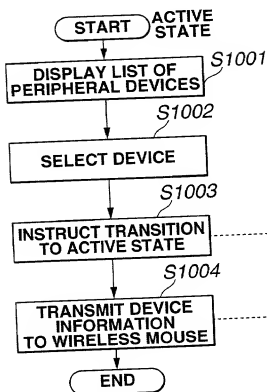 START
ACTIVE
STATE
S1001
DISPLAY LIST OF
PERIPHERAL DEVICES
S1002
SELECT DEVICE
S1003
INSTRUCT TRANSITION
TO ACTIVE STATE
S1004
TRANSMIT DEVICE
INFORMATION
TO WIRELESS MOUSE
END